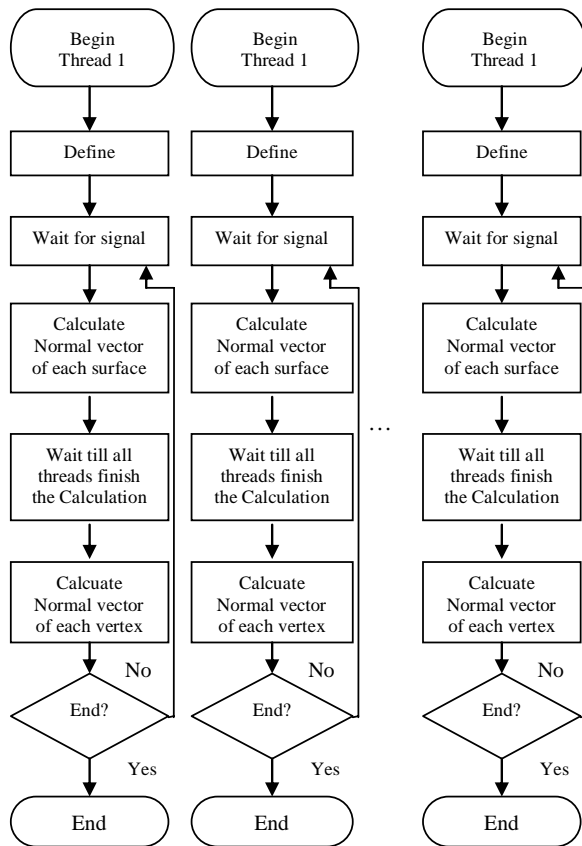 Begin
Thread 1
Define
Wait for signal
Calculate
Normal vector
of each surface
Wait till all
threads finish
the Calculation
Calcuate
Normal vector
of each vertex
No
End?
Yes
End
Begin
Thread 1
Define
Wait for signal
Calculate
Normal vector
of each surface
Wait till all
threads finish
the Calculation
Calcuate
Normal vector
of each vertex
No
End?
Yes
End
…
Begin
Thread 1
Define
Wait for signal
Calculate
Normal vector
of each surface
Wait till all
threads finish
the Calculation
Calcuate
Normal vector
of each vertex
No
End?
Yes
End